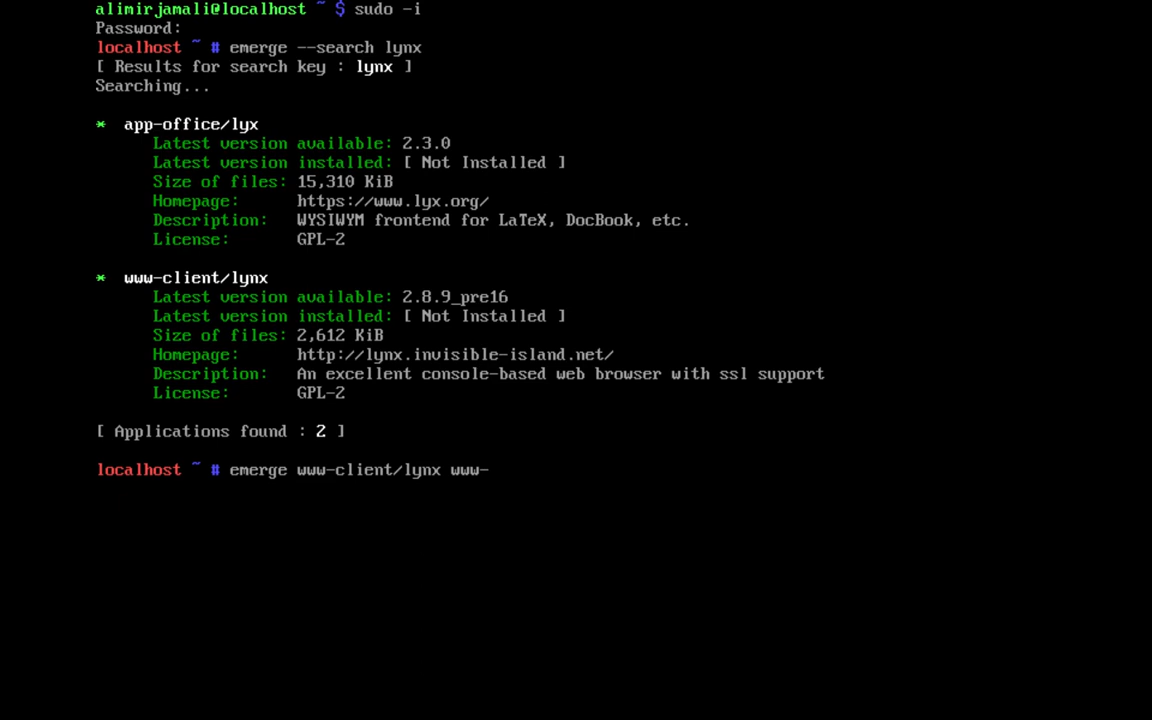 alimirjamali@localhost ~ $ sudo -i
Password:
localhost ~ # emerge --search lynx
[ Results for search key : lynx ]
Searching...
*  app-office/lyx
Latest version available: 2.3.0
Latest version installed: [ Not Installed ]
Size of files: 15,310 KiB
Homepage:      https://www.lyx.org/
Description:   WYSIWYM frontend for LaTeX, DocBook, etc.
License:       GPL-2
*  www-client/lynx
Latest version available: 2.8.9_pre16
Latest version installed: [ Not Installed ]
Size of files: 2,612 KiB
Homepage:      http://lynx.invisible-island.net/
Description:   An excellent console-based web browser with ssl support
License:       GPL-2
[ Applications found : 2 ]
localhost ~ # emerge www-client/lynx www-